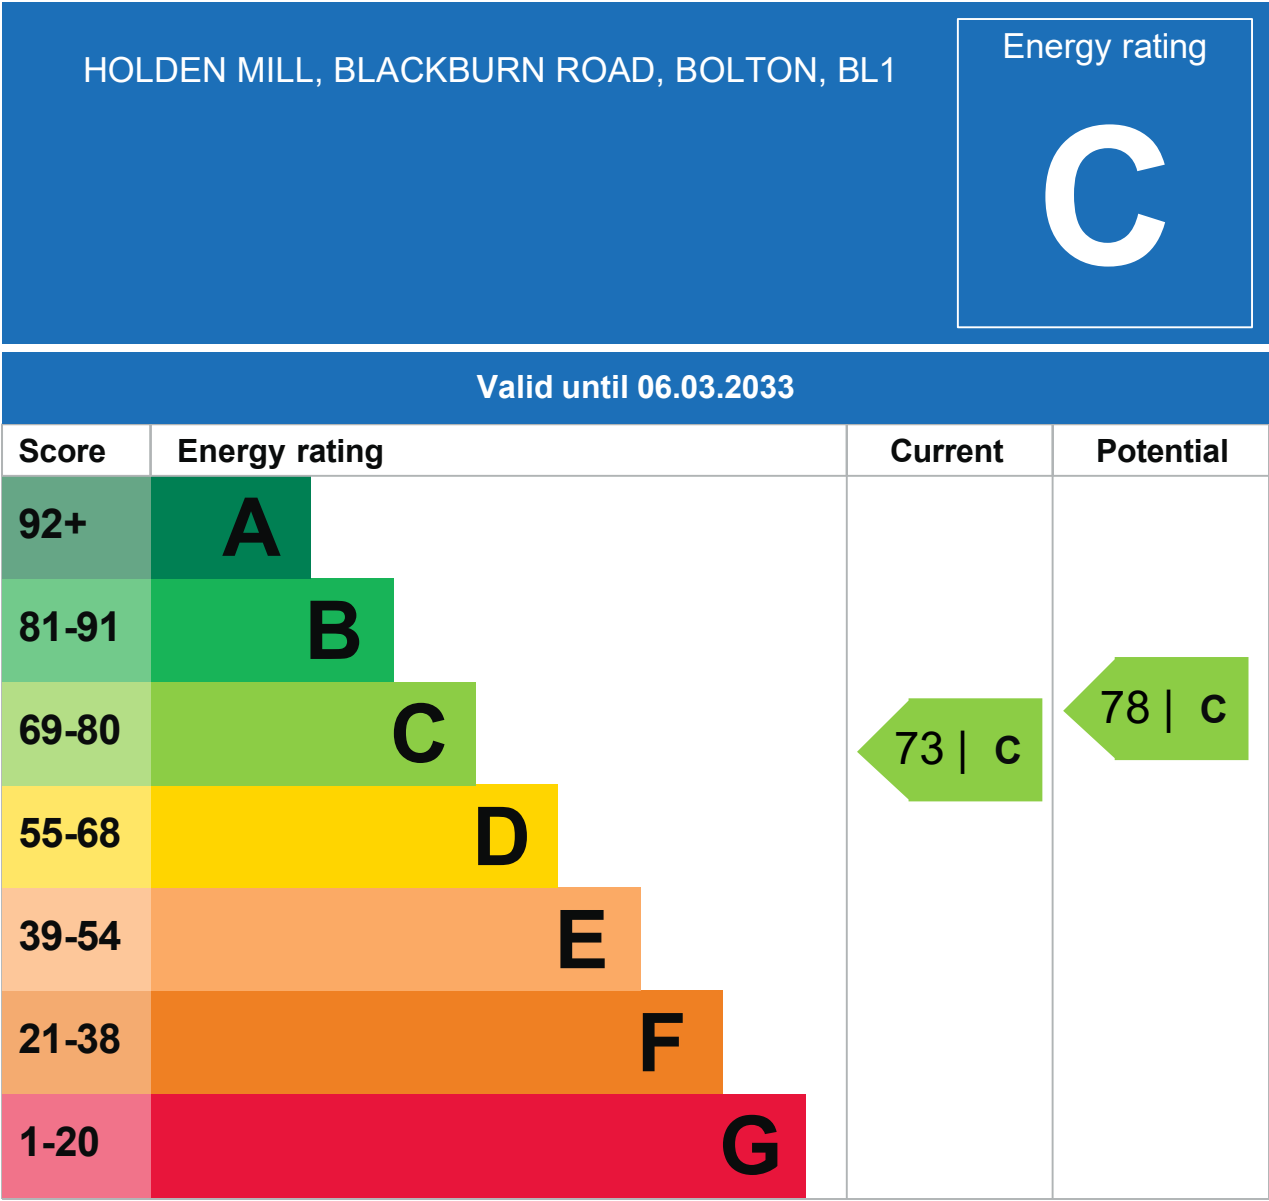 HOLDEN MILL, BLACKBURN ROAD, BOLTON, BL1
Energy rating
C
Valid until 06.03.2033
Score Energy rating Current Potential
92+ A
81-91 B
69-80 C 73 | C 78 | C
55-68 D
39-54 E
21-38 F
1-20 G